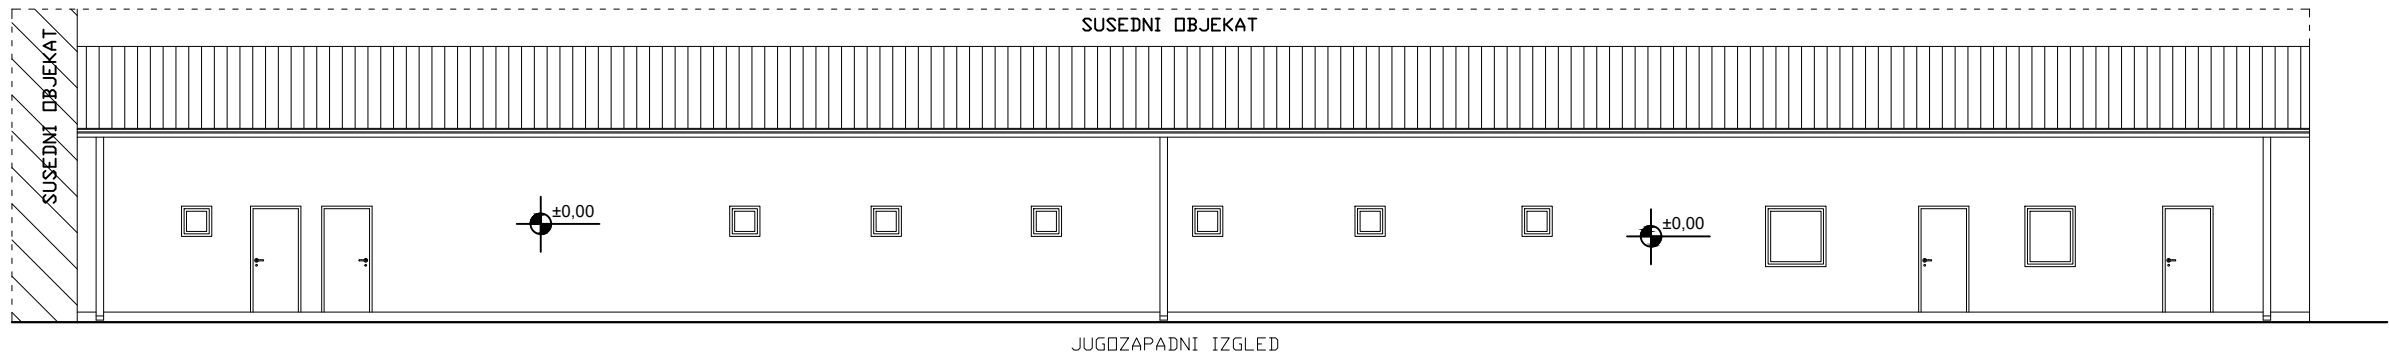 SUSEDNI OBJEKAT
SUSEDNI OBJEKAT
±0,00
±0,00
JUGOZAPADNI IZGLED